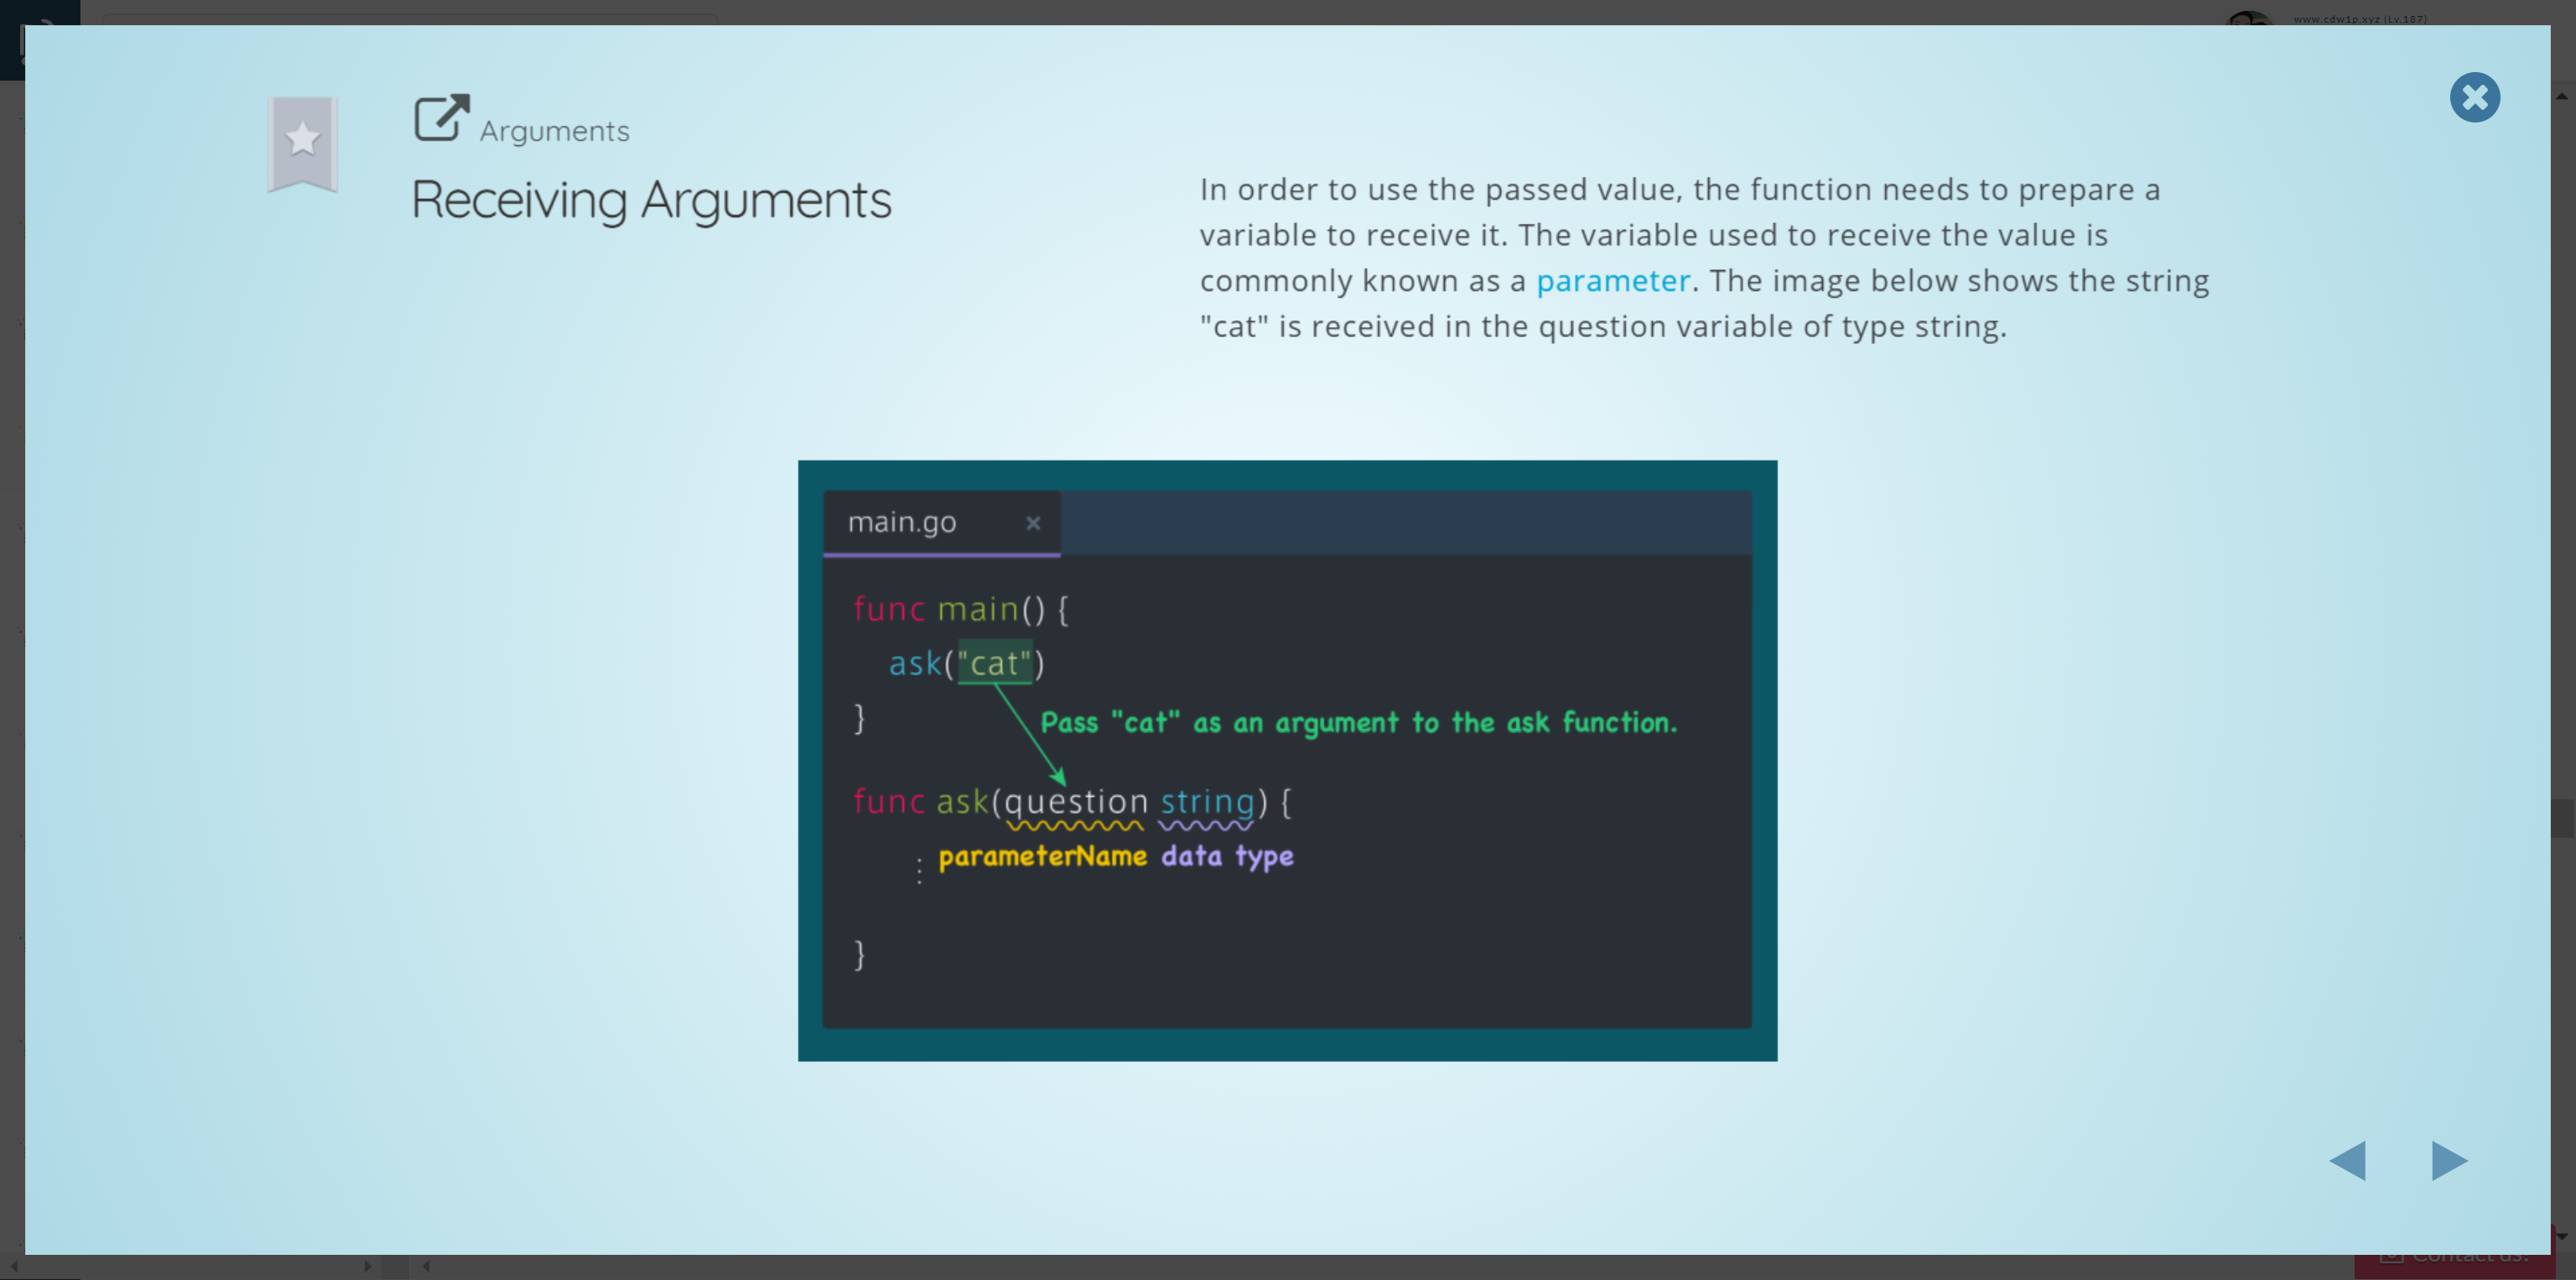 www.cdw1p.xyz (Lv.187)
Arguments
Receiving Arguments
In order to use the passed value, the function needs to prepare a
variable to receive it. The variable used to receive the value is
commonly known as a parameter. The image below shows the string
"cat" is received in the question variable of type string.
main.go
func main() {
ask("cat")
}
Pass "cat" as an argument to the ask function.
func ask(question string) {
parameterName data type
}
Contact us!